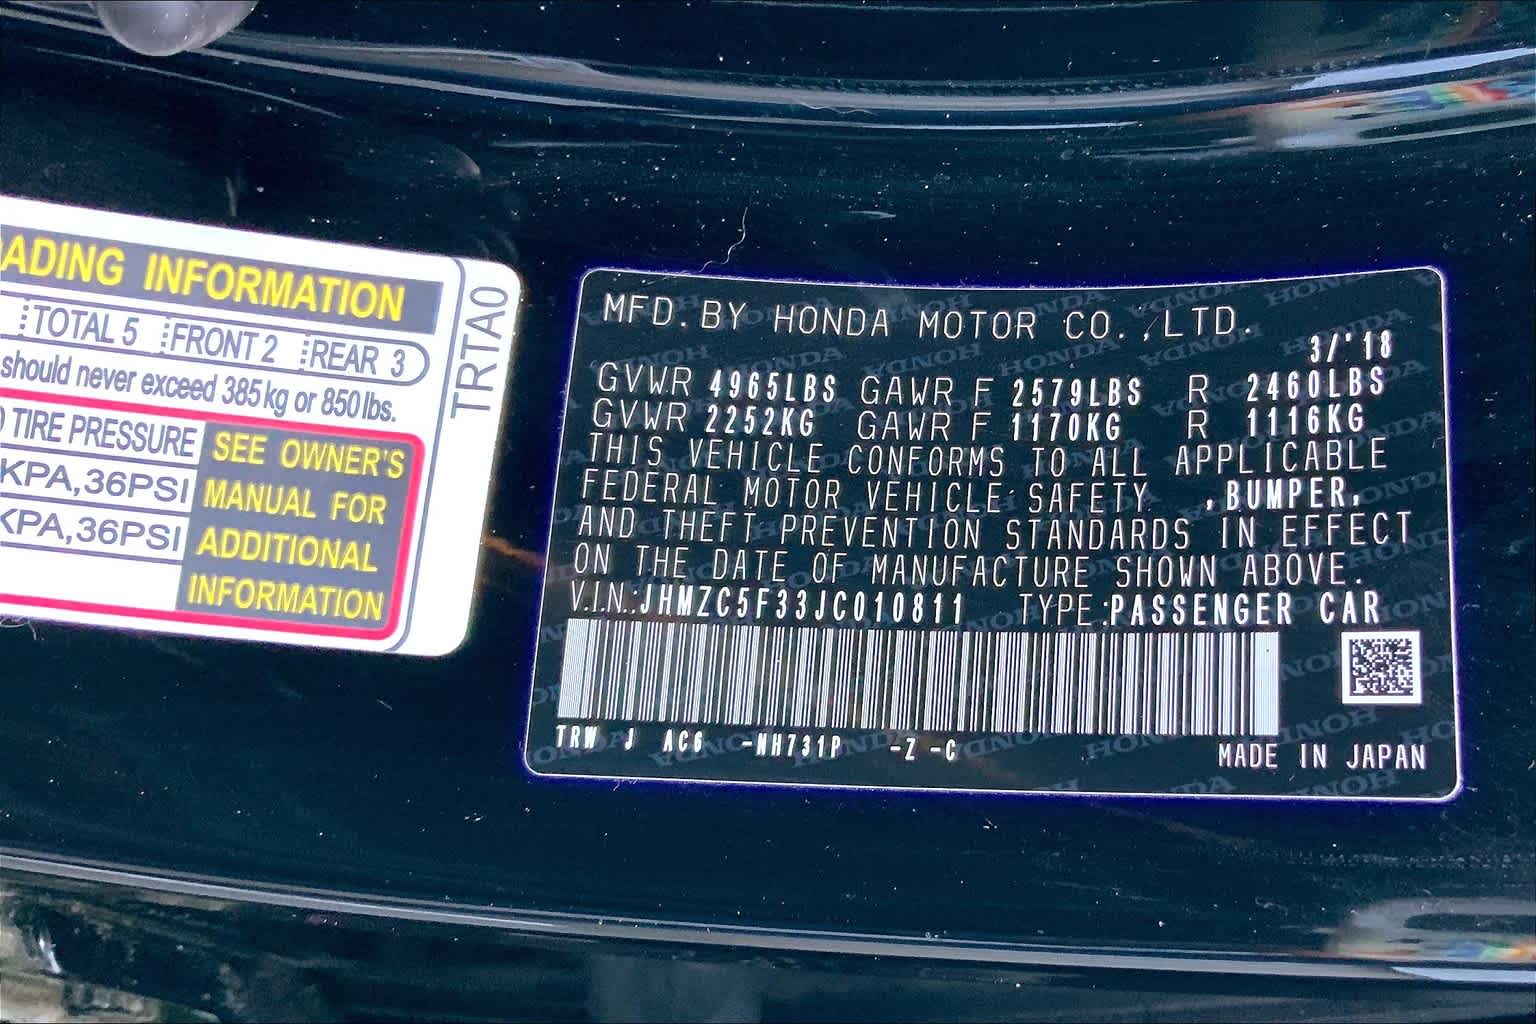 ADING INFORMATION
TOTAL 5 FRONT 2 REAR 3
should never exceed 385 kg or 850 lbs.
TIRE PRESSURE
KPA,36PSI
KPA,36PSI
SEE OWNER'S
MANUAL FOR
ADDITIONAL
INFORMATION
TRTA0
MFD. BY HONDA MOTOR CO., LTD.
3/'18
GVWR 4965LBS GAWR F 2579LBS R 2460LBS
GVWR 2252KG GAWR F 1170KG R 1116KG
THIS VEHICLE CONFORMS TO ALL APPLICABLE
FEDERAL MOTOR VEHICLE SAFETY ,BUMPER,
AND THEFT PREVENTION STANDARDS IN EFFECT
ON THE DATE OF MANUFACTURE SHOWN ABOVE.
V.I.N.:JHMZC5F33JC010811 TYPE:PASSENGER CAR
TRW J AC6 -NH731P -Z -C
MADE IN JAPAN